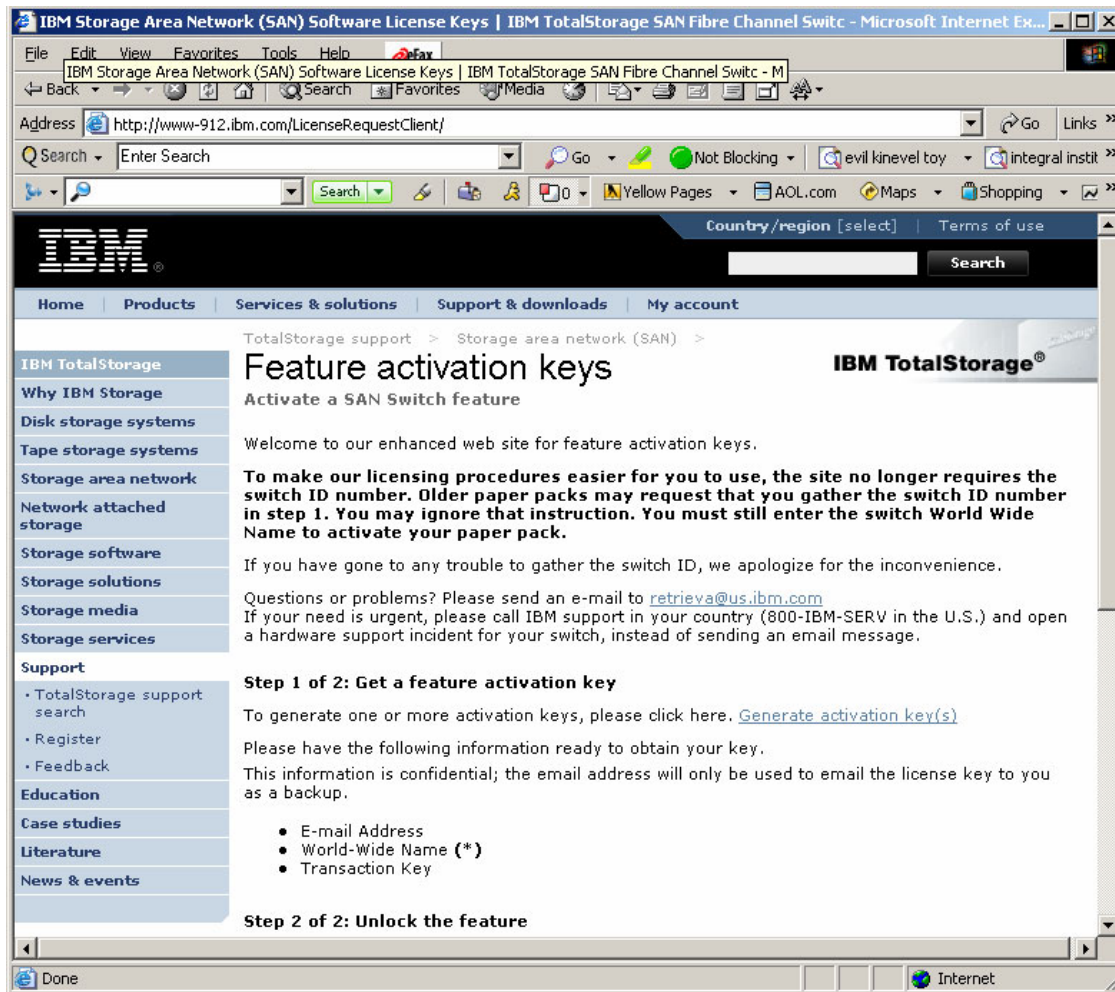 IBM Storage Area Network (SAN) Software License Keys | IBM TotalStorage SAN Fibre Channel Switc - Microsoft Internet Ex...
File Edit View Favorites Tools Help eFax
IBM Storage Area Network (SAN) Software License Keys | IBM TotalStorage SAN Fibre Channel Switc - M
Back Search Favorites Media
Address http://www-912.ibm.com/LicenseRequestClient/ Go Links »
Search Enter Search Go Not Blocking evil kinevel toy integral instit »
Search 0 Yellow Pages AOL.com Maps Shopping »
Country/region [select] | Terms of use
IBM®
Search
Home | Products | Services & solutions | Support & downloads | My account
TotalStorage support > Storage area network (SAN) >
Feature activation keys
IBM TotalStorage®
Activate a SAN Switch feature
IBM TotalStorage
Why IBM Storage
Disk storage systems
Tape storage systems
Storage area network
Network attached
storage
Storage software
Storage solutions
Storage media
Storage services
Support
• TotalStorage support
search
• Register
• Feedback
Education
Case studies
Literature
News & events
Welcome to our enhanced web site for feature activation keys.
To make our licensing procedures easier for you to use, the site no longer requires the
switch ID number. Older paper packs may request that you gather the switch ID number
in step 1. You may ignore that instruction. You must still enter the switch World Wide
Name to activate your paper pack.
If you have gone to any trouble to gather the switch ID, we apologize for the inconvenience.
Questions or problems? Please send an e-mail to retrieva@us.ibm.com
If your need is urgent, please call IBM support in your country (800-IBM-SERV in the U.S.) and open
a hardware support incident for your switch, instead of sending an email message.
Step 1 of 2: Get a feature activation key
To generate one or more activation keys, please click here. Generate activation key(s)
Please have the following information ready to obtain your key.
This information is confidential; the email address will only be used to email the license key to you
as a backup.
• E-mail Address
• World-Wide Name (*)
• Transaction Key
Step 2 of 2: Unlock the feature
Done Internet